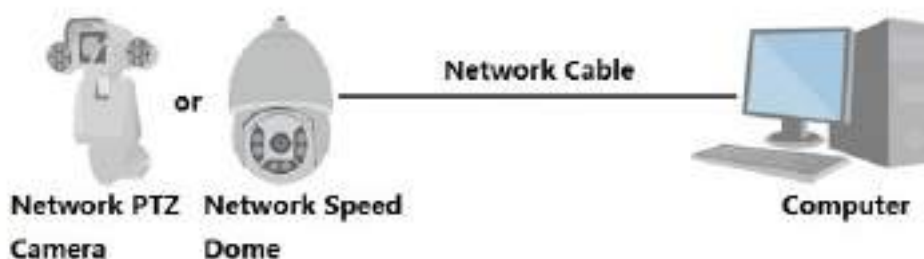 Network Cable
or
Network PTZ Camera
Network Speed Dome
Computer